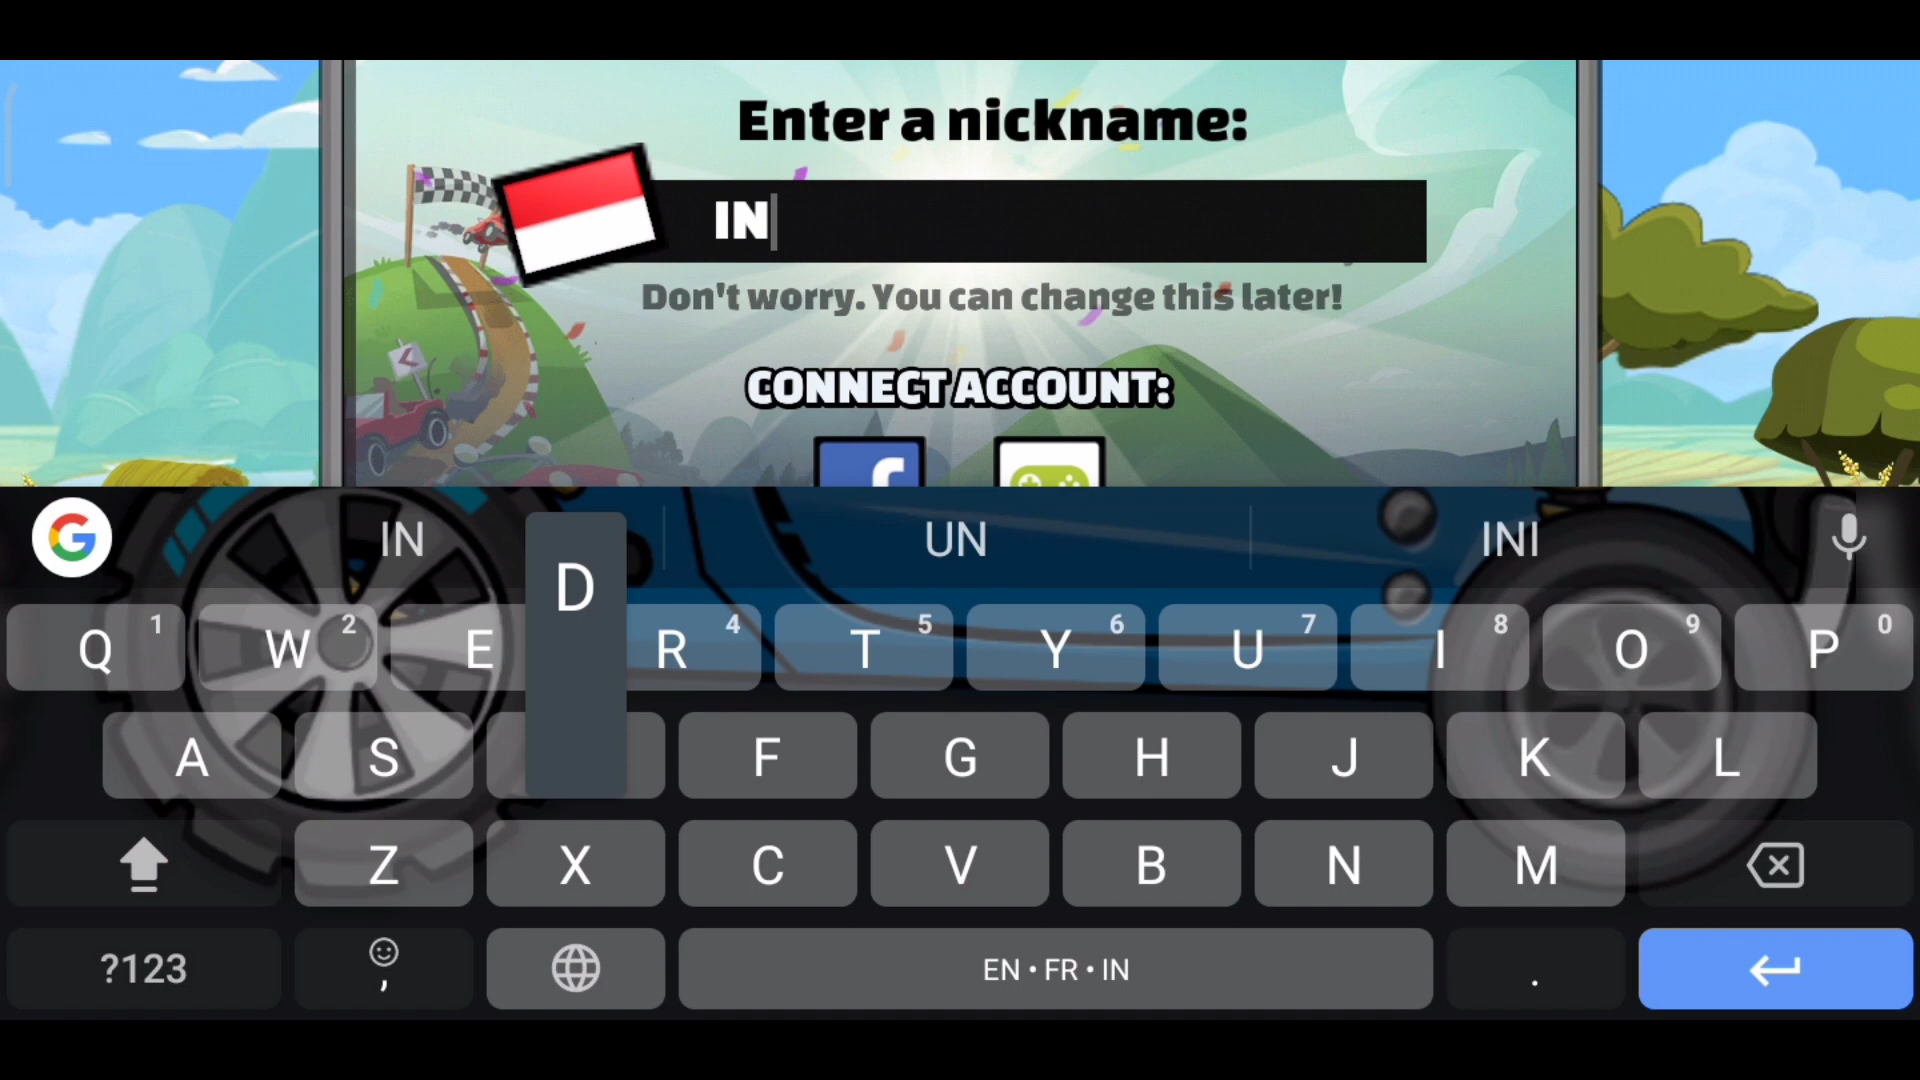 Enter a nickname:
IN
Don't worry. You can change this later!
CONNECT ACCOUNT:
IN UN INI
D
Q 1 W 2 E R 4 T 5 Y 6 U 7 I 8 O 9 P 0
A S F G H J K L
Z X C V B N M
?123 , EN • FR • IN .